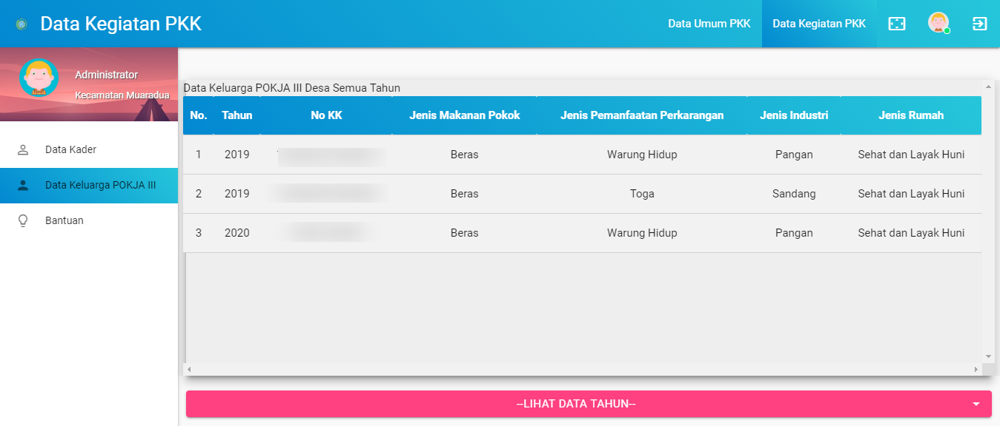 Data Kegiatan PKK
Data Umum PKK
Data Kegiatan PKK
Administrator
Kecamatan Muaradua
Data Kader
Data Keluarga POKJA III
Bantuan
Data Keluarga POKJA III Desa Semua Tahun
No. Tahun No KK Jenis Makanan Pokok Jenis Pemanfaatan Perkarangan Jenis Industri Jenis Rumah
1 2019 Beras Warung Hidup Pangan Sehat dan Layak Huni
2 2019 Beras Toga Sandang Sehat dan Layak Huni
3 2020 Beras Warung Hidup Pangan Sehat dan Layak Huni
--LIHAT DATA TAHUN--